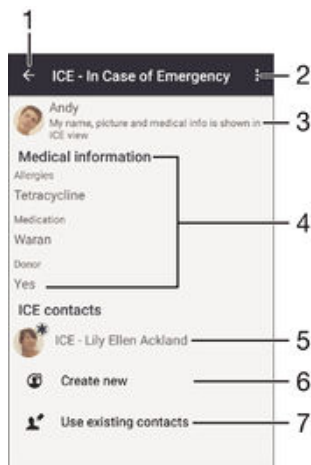 1
ICE - In Case of Emergency
2
Andy
My name, picture and medical info is shown in
ICE view
3
Medical information
Allergies
Tetracycline
Medication
Waran
Donor
Yes
4
ICE contacts
ICE - Lily Ellen Ackland
5
Create new
6
Use existing contacts
7